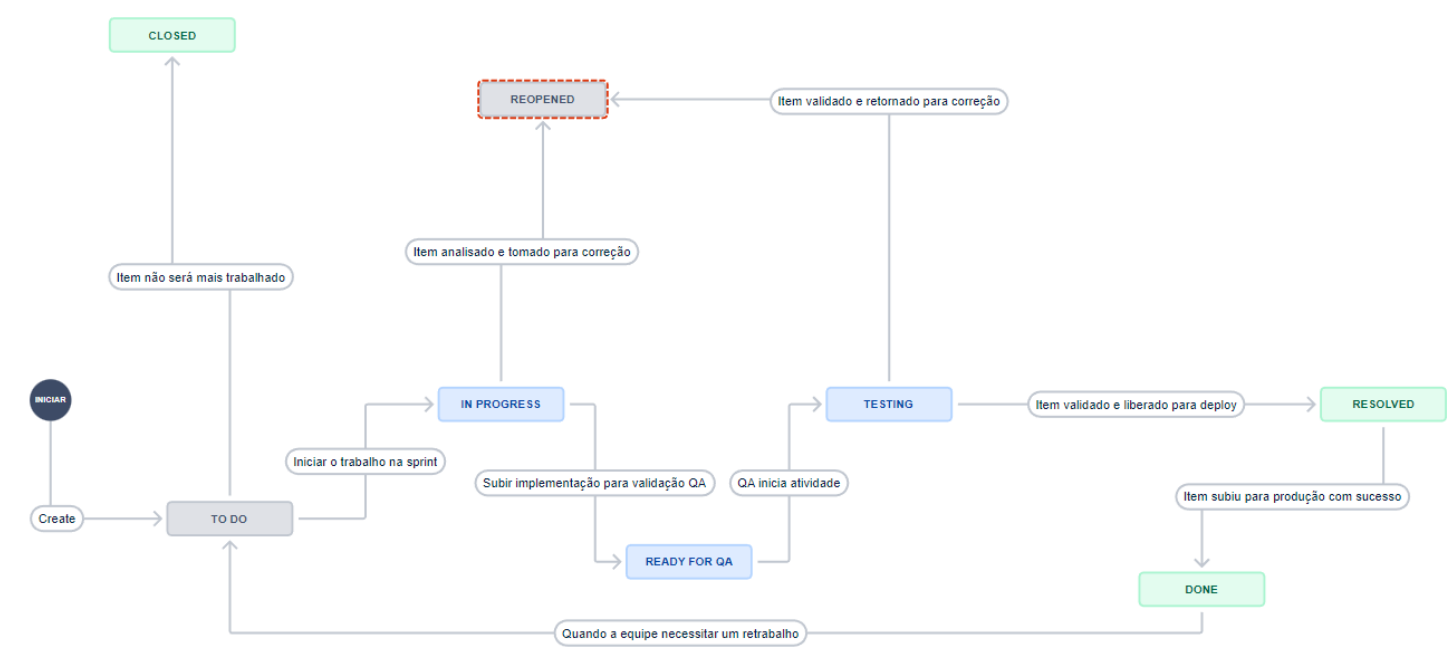 CLOSED
REOPENED
Item validado e retornado para correção
Item analisado e tomado para correção
Item não será mais trabalhado
INICIAR
IN PROGRESS
TESTING
Item validado e liberado para deploy
RESOLVED
Iniciar o trabalho na sprint
Subir implementação para validação QA
QA inicia atividade
Item subiu para produção com sucesso
Create
TO DO
READY FOR QA
DONE
Quando a equipe necessitar um retrabalho